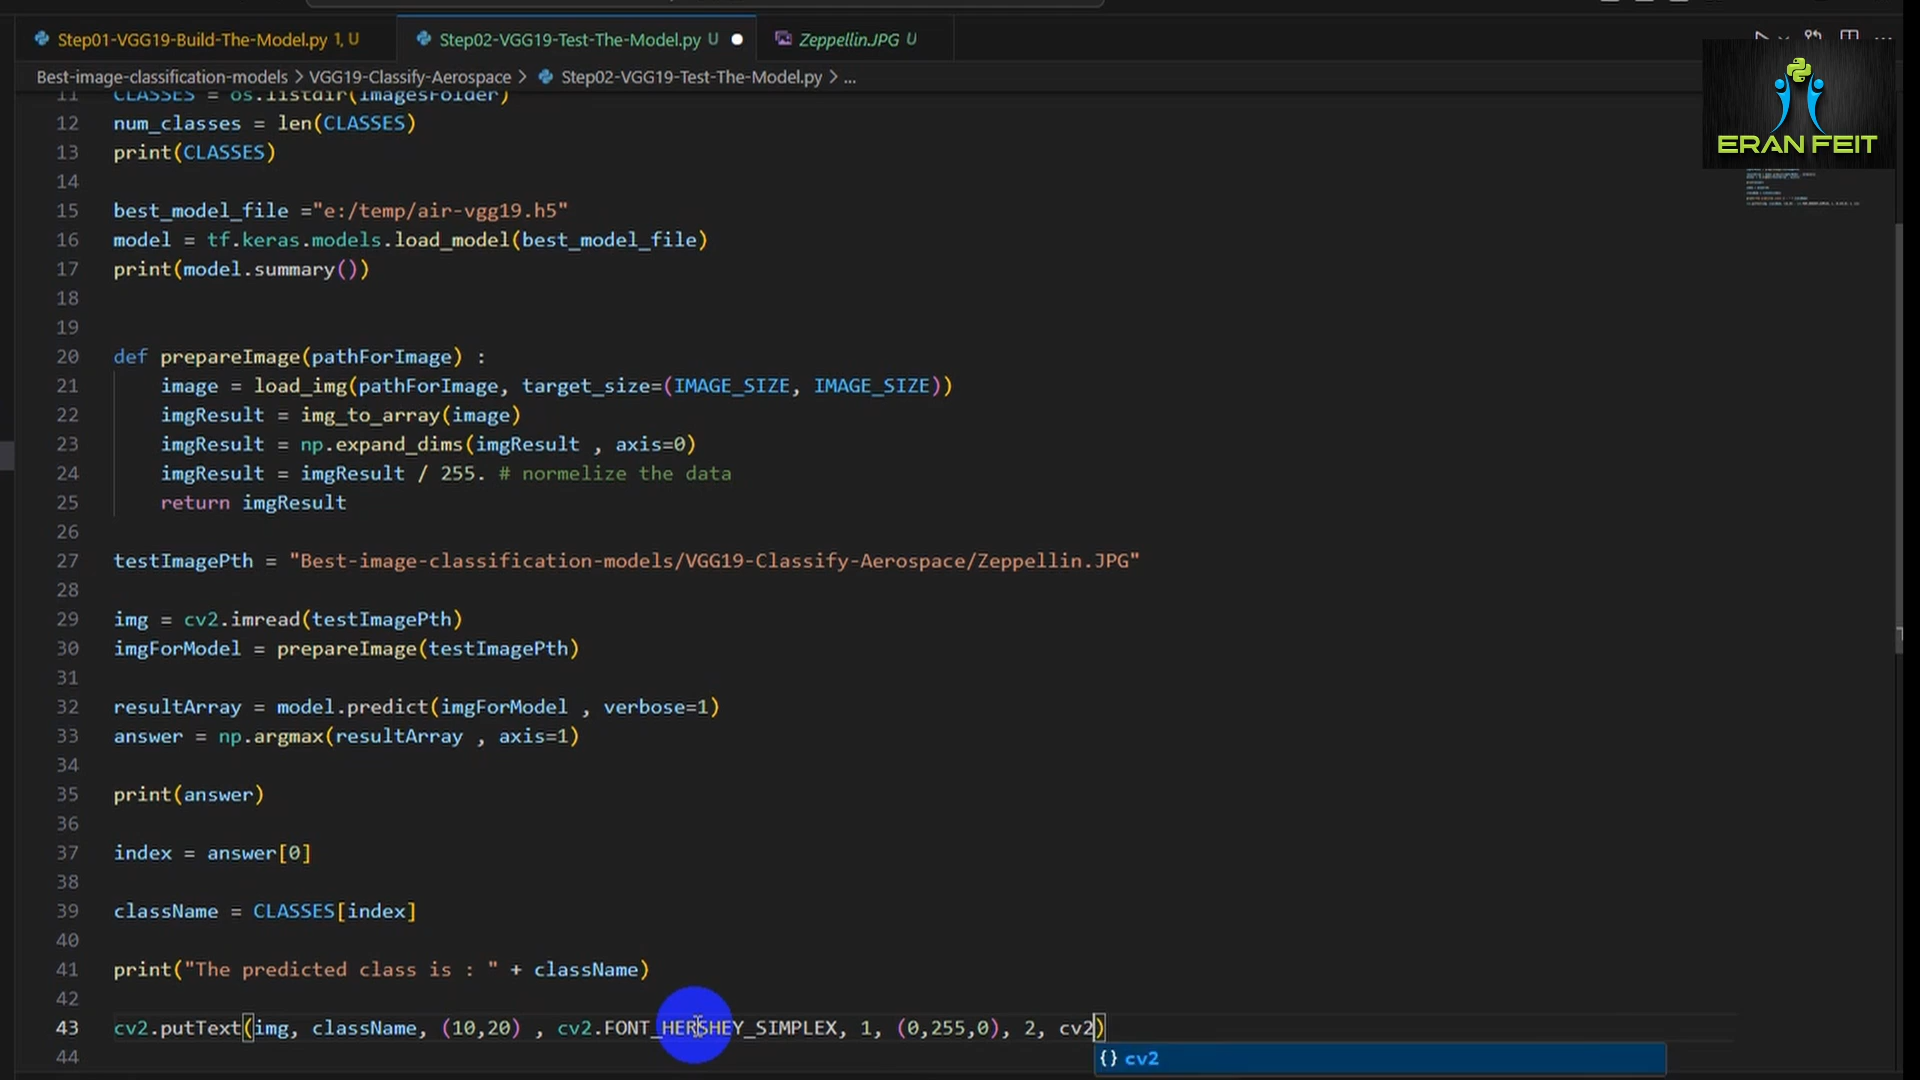 Step01-VGG19-Build-The-Model.py 1, U
Step02-VGG19-Test-The-Model.py U
Zeppellin.JPG U
Best-image-classification-models > VGG19-Classify-Aerospace > Step02-VGG19-Test-The-Model.py > ...
ERAN FEIT
11 CLASSES = os.listdir(imagesFolder)
12 num_classes = len(CLASSES)
13 print(CLASSES)
14
15 best_model_file ="e:/temp/air-vgg19.h5"
16 model = tf.keras.models.load_model(best_model_file)
17 print(model.summary())
18
19
20 def prepareImage(pathForImage) :
21     image = load_img(pathForImage, target_size=(IMAGE_SIZE, IMAGE_SIZE))
22     imgResult = img_to_array(image)
23     imgResult = np.expand_dims(imgResult , axis=0)
24     imgResult = imgResult / 255. # normelize the data
25     return imgResult
26
27 testImagePth = "Best-image-classification-models/VGG19-Classify-Aerospace/Zeppellin.JPG"
28
29 img = cv2.imread(testImagePth)
30 imgForModel = prepareImage(testImagePth)
31
32 resultArray = model.predict(imgForModel , verbose=1)
33 answer = np.argmax(resultArray , axis=1)
34
35 print(answer)
36
37 index = answer[0]
38
39 className = CLASSES[index]
40
41 print("The predicted class is : " + className)
42
43 cv2.putText(img, className, (10,20) , cv2.FONT_HERSHEY_SIMPLEX, 1, (0,255,0), 2, cv2)
{} cv2
44